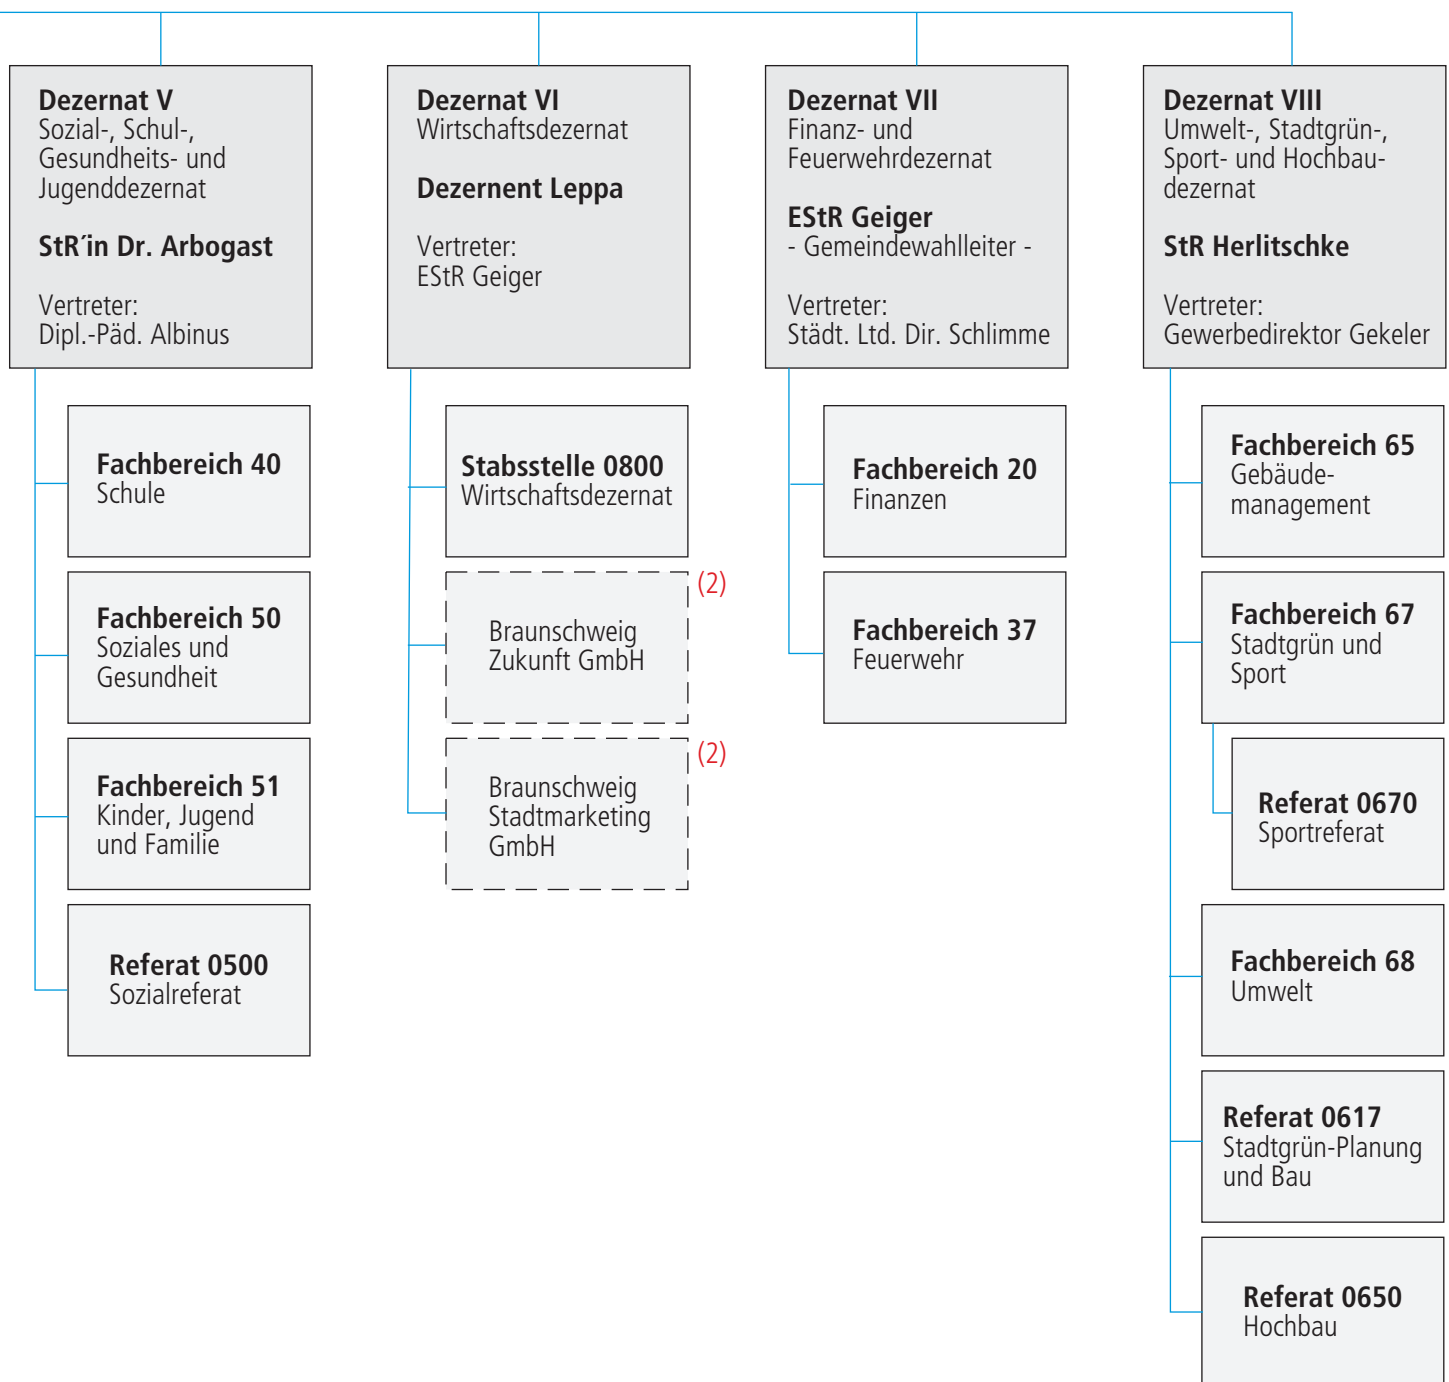 Dezernat V
Sozial-, Schul-,
Gesundheits- und
Jugenddezernat
StR´in Dr. Arbogast
Vertreter:
Dipl.-Päd. Albinus
Fachbereich 40
Schule
Fachbereich 50
Soziales und
Gesundheit
Fachbereich 51
Kinder, Jugend
und Familie
Referat 0500
Sozialreferat
Dezernat VI
Wirtschaftsdezernat
Dezernent Leppa
Vertreter:
EStR Geiger
Stabsstelle 0800
Wirtschaftsdezernat
(2)
Braunschweig
Zukunft GmbH
(2)
Braunschweig
Stadtmarketing
GmbH
Dezernat VII
Finanz- und
Feuerwehrdezernat
EStR Geiger
- Gemeindewahlleiter -
Vertreter:
Städt. Ltd. Dir. Schlimme
Fachbereich 20
Finanzen
Fachbereich 37
Feuerwehr
Dezernat VIII
Umwelt-, Stadtgrün-,
Sport- und Hochbau-
dezernat
StR Herlitschke
Vertreter:
Gewerbedirektor Gekeler
Fachbereich 65
Gebäude-
management
Fachbereich 67
Stadtgrün und
Sport
Referat 0670
Sportreferat
Fachbereich 68
Umwelt
Referat 0617
Stadtgrün-Planung
und Bau
Referat 0650
Hochbau